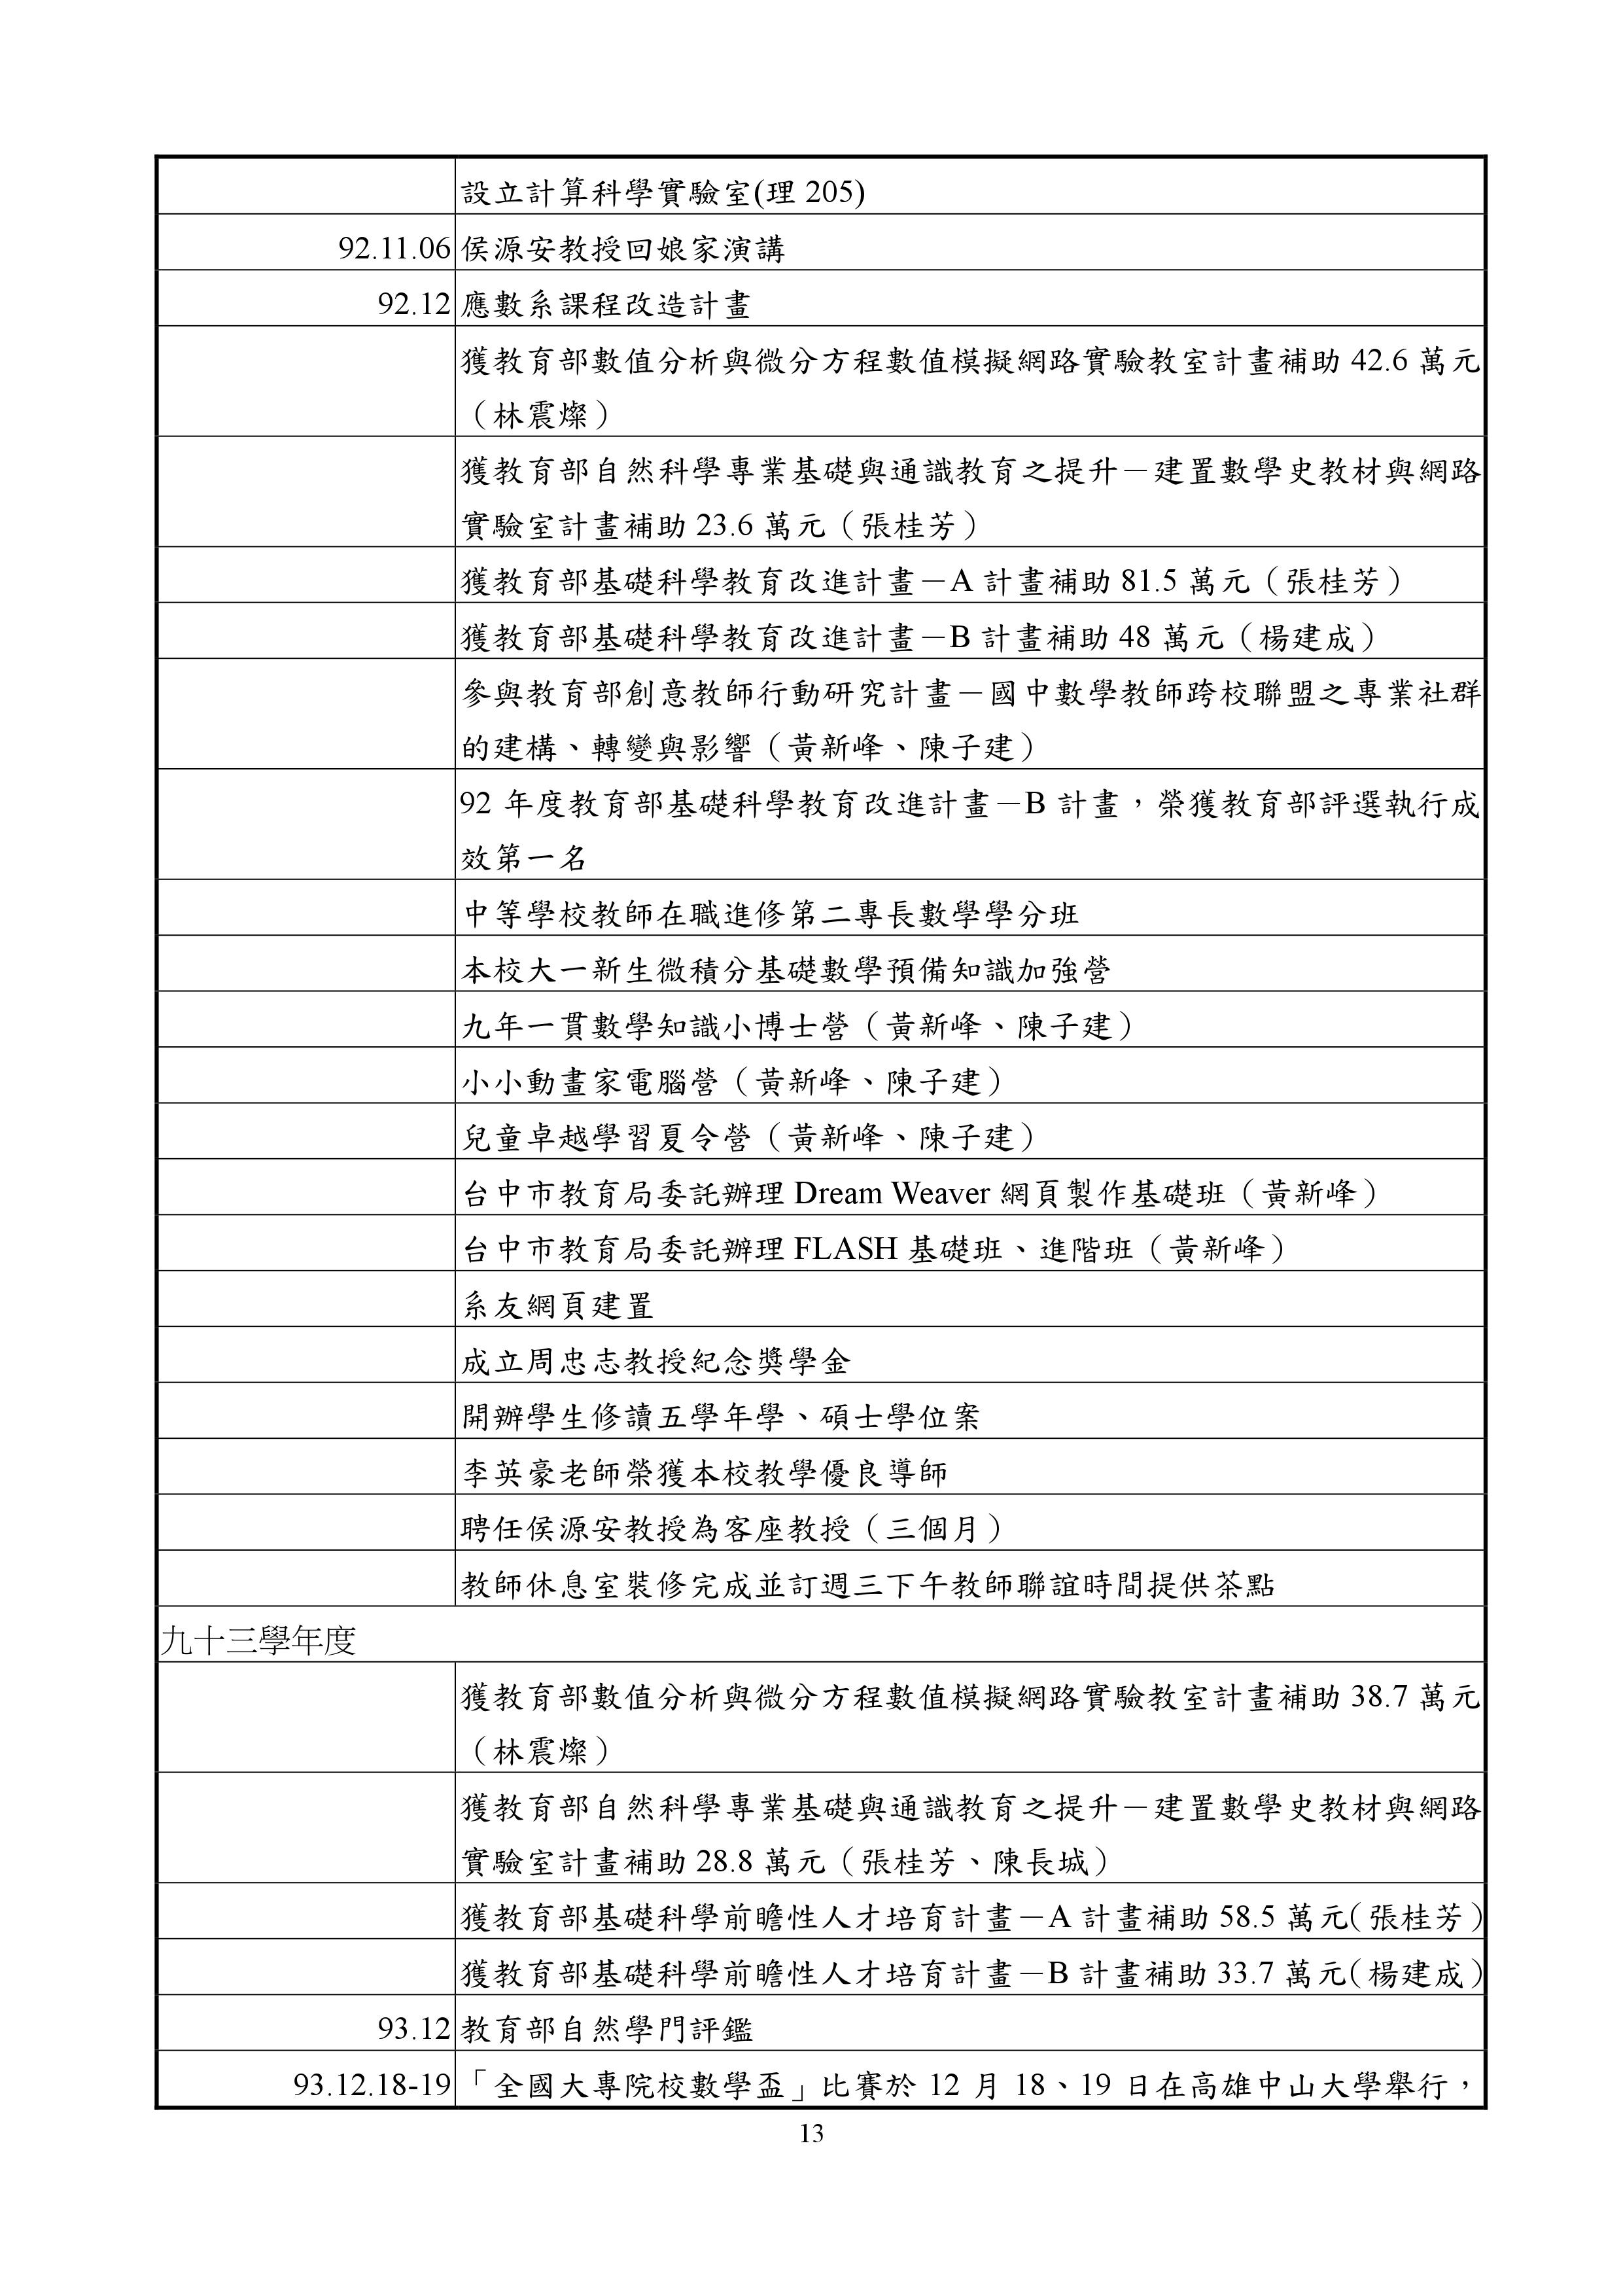 設立計算科學實驗室(理 205)
92.11.06 侯源安教授回娘家演講
92.12 應數系課程改造計畫
獲教育部數值分析與微分方程數值模擬網路實驗教室計畫補助 42.6 萬元
（林震燦）
獲教育部自然科學專業基礎與通識教育之提升－建置數學史教材與網路
實驗室計畫補助 23.6 萬元（張桂芳）
獲教育部基礎科學教育改進計畫－A 計畫補助 81.5 萬元（張桂芳）
獲教育部基礎科學教育改進計畫－B 計畫補助 48 萬元（楊建成）
參與教育部創意教師行動研究計畫－國中數學教師跨校聯盟之專業社群
的建構、轉變與影響（黃新峰、陳子建）
92 年度教育部基礎科學教育改進計畫－B 計畫，榮獲教育部評選執行成
效第一名
中等學校教師在職進修第二專長數學學分班
本校大一新生微積分基礎數學預備知識加強營
九年一貫數學知識小博士營（黃新峰、陳子建）
小小動畫家電腦營（黃新峰、陳子建）
兒童卓越學習夏令營（黃新峰、陳子建）
台中市教育局委託辦理 Dream Weaver 網頁製作基礎班（黃新峰）
台中市教育局委託辦理 FLASH 基礎班、進階班（黃新峰）
系友網頁建置
成立周忠志教授紀念獎學金
開辦學生修讀五學年學、碩士學位案
李英豪老師榮獲本校教學優良導師
聘任侯源安教授為客座教授（三個月）
教師休息室裝修完成並訂週三下午教師聯誼時間提供茶點
九十三學年度
獲教育部數值分析與微分方程數值模擬網路實驗教室計畫補助 38.7 萬元
（林震燦）
獲教育部自然科學專業基礎與通識教育之提升－建置數學史教材與網路
實驗室計畫補助 28.8 萬元（張桂芳、陳長城）
獲教育部基礎科學前瞻性人才培育計畫－A 計畫補助 58.5 萬元（張桂芳）
獲教育部基礎科學前瞻性人才培育計畫－B 計畫補助 33.7 萬元（楊建成）
93.12 教育部自然學門評鑑
93.12.18-19 「全國大專院校數學盃」比賽於 12 月 18、19 日在高雄中山大學舉行，
13